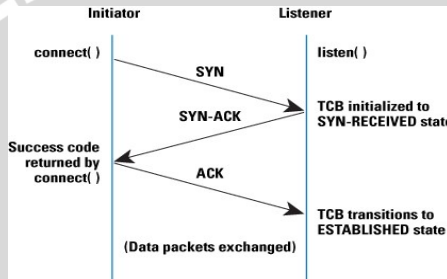 Initiator
Listener
connect( )
listen( )
SYN
TCB initialized to
SYN-RECEIVED state
SYN-ACK
Success code
returned by
connect( )
ACK
TCB transitions to
ESTABLISHED state
(Data packets exchanged)